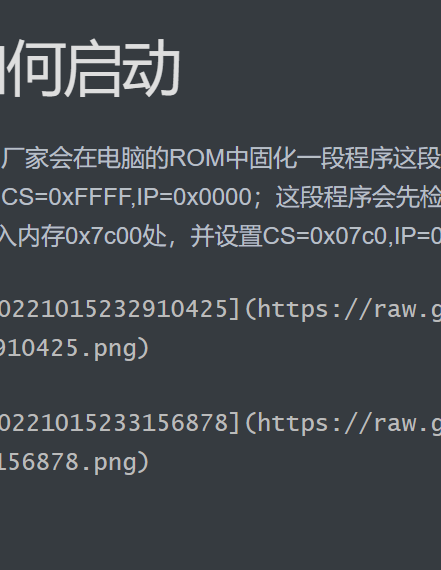 何启动
厂家会在电脑的ROM中固化一段程序这段
CS=0xFFFF,IP=0x0000；这段程序会先检
入内存0x7c00处，并设置CS=0x07c0,IP=0
0221015232910425](https://raw.g
910425.png)
0221015233156878](https://raw.g
156878.png)